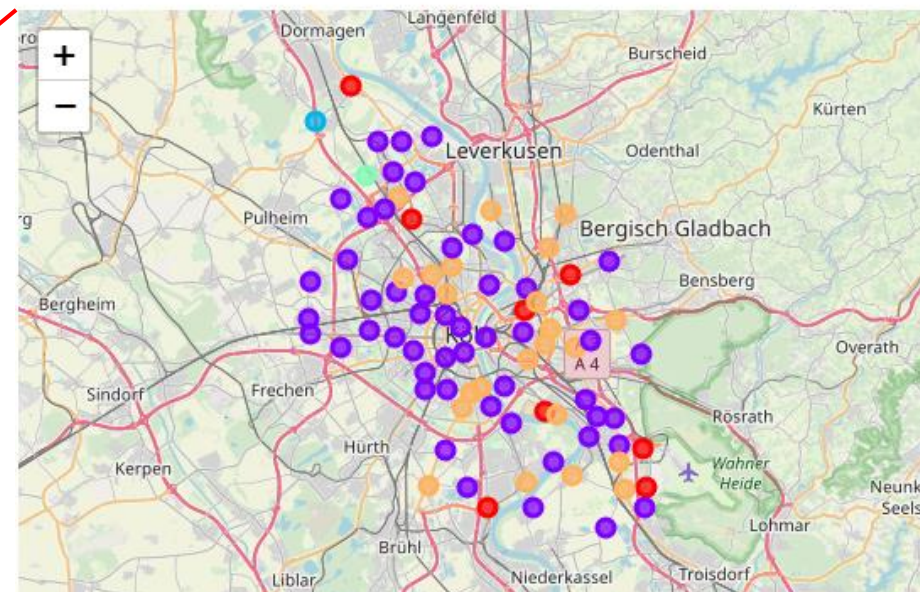 Langenfeld
Dormagen
+
Burscheid
−
Kürten
Leverkusen
Odenthal
Pulheim
Bergisch Gladbach
Bensberg
Bergheim
Overath
A 4
Sindorf
Frechen
Rösrath
Hürth
Kerpen
Wahner
Heide
Neunk
Seels
Lohmar
Brühl
Liblar
Niederkassel
Troisdorf